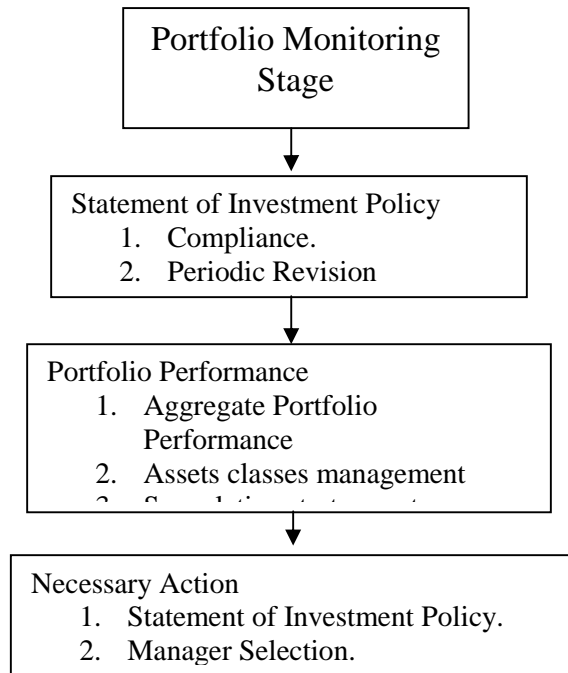 Portfolio Monitoring
Stage
Statement of Investment Policy
1. Compliance.
2. Periodic Revision
Portfolio Performance
1. Aggregate Portfolio
Performance
2. Assets classes management
Necessary Action
1. Statement of Investment Policy.
2. Manager Selection.